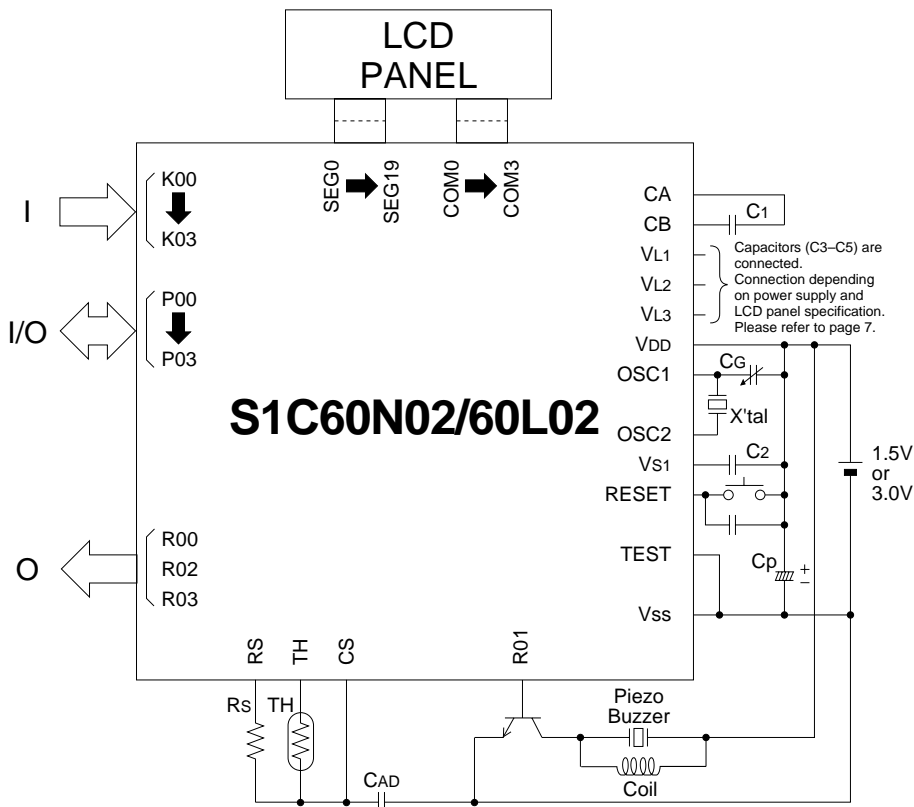 LCD
PANEL
SEG0
SEG19
COM0
COM3
I
K00
K03
I/O
P00
P03
S1C60N02/60L02
O
R00
R02
R03
CA
CB
C1
VL1
VL2
VL3
Capacitors (C3–C5) are
connected.
Connection depending
on power supply and
LCD panel specification.
Please refer to page 7.
VDD
OSC1
CG
X'tal
OSC2
VS1
C2
RESET
TEST
Cp
+
–
Vss
1.5V
or
3.0V
RS
TH
CS
R01
Rs
TH
CAD
Piezo
Buzzer
Coil